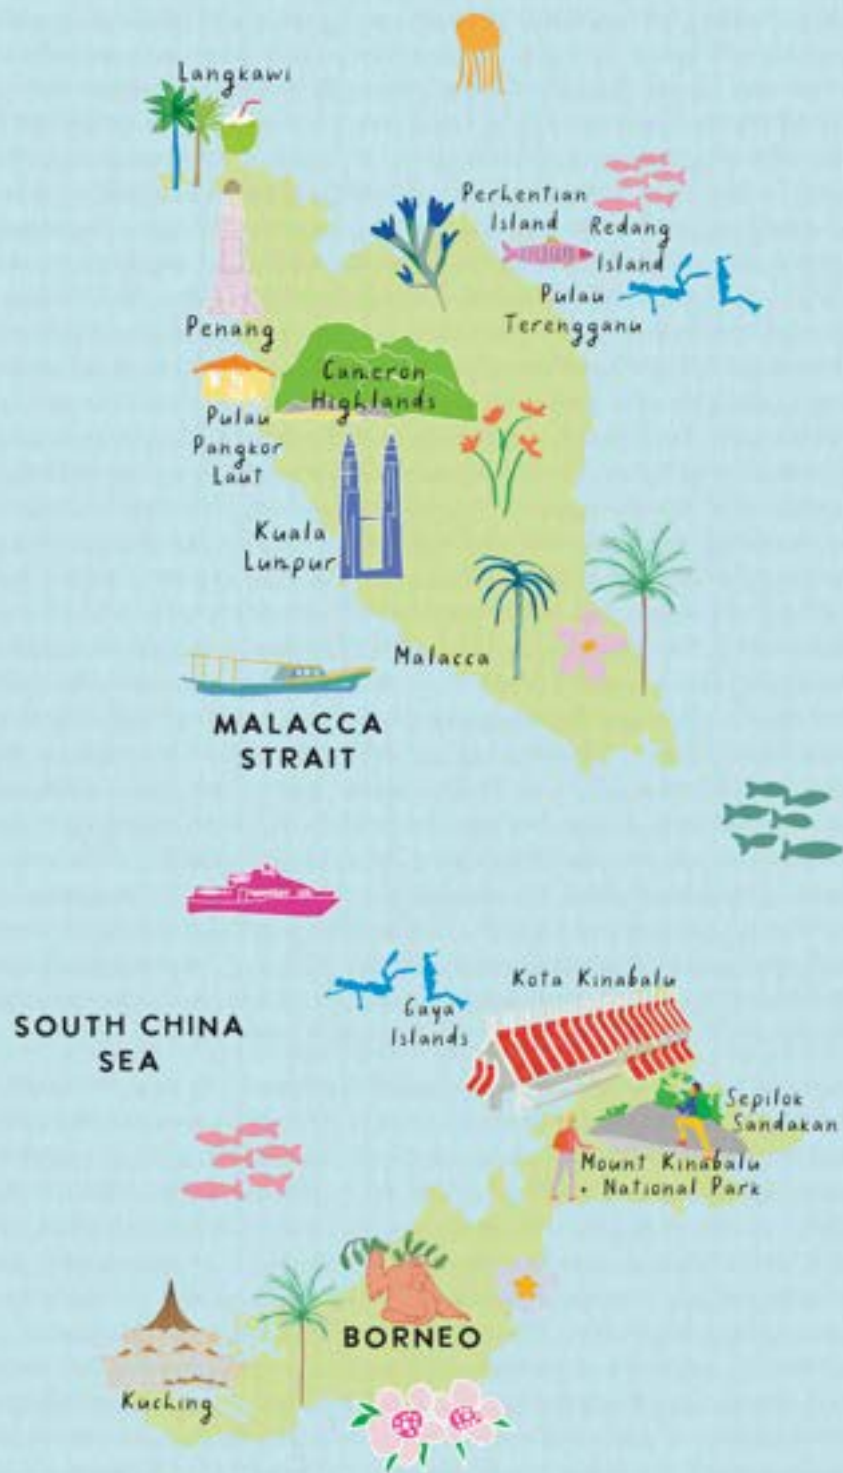 Langkawi
Perhentian
Island
Redang
Island
Pulau
Terengganu
Penang
Cameron
Highlands
Pulau
Pangkor
Laut
Kuala
Lumpur
Malacca
MALACCA
STRAIT
Kota Kinabalu
Gaya
Islands
SOUTH CHINA
SEA
Sepilok
Sandakan
Mount Kinabalu
+ National Park
BORNEO
Kuching